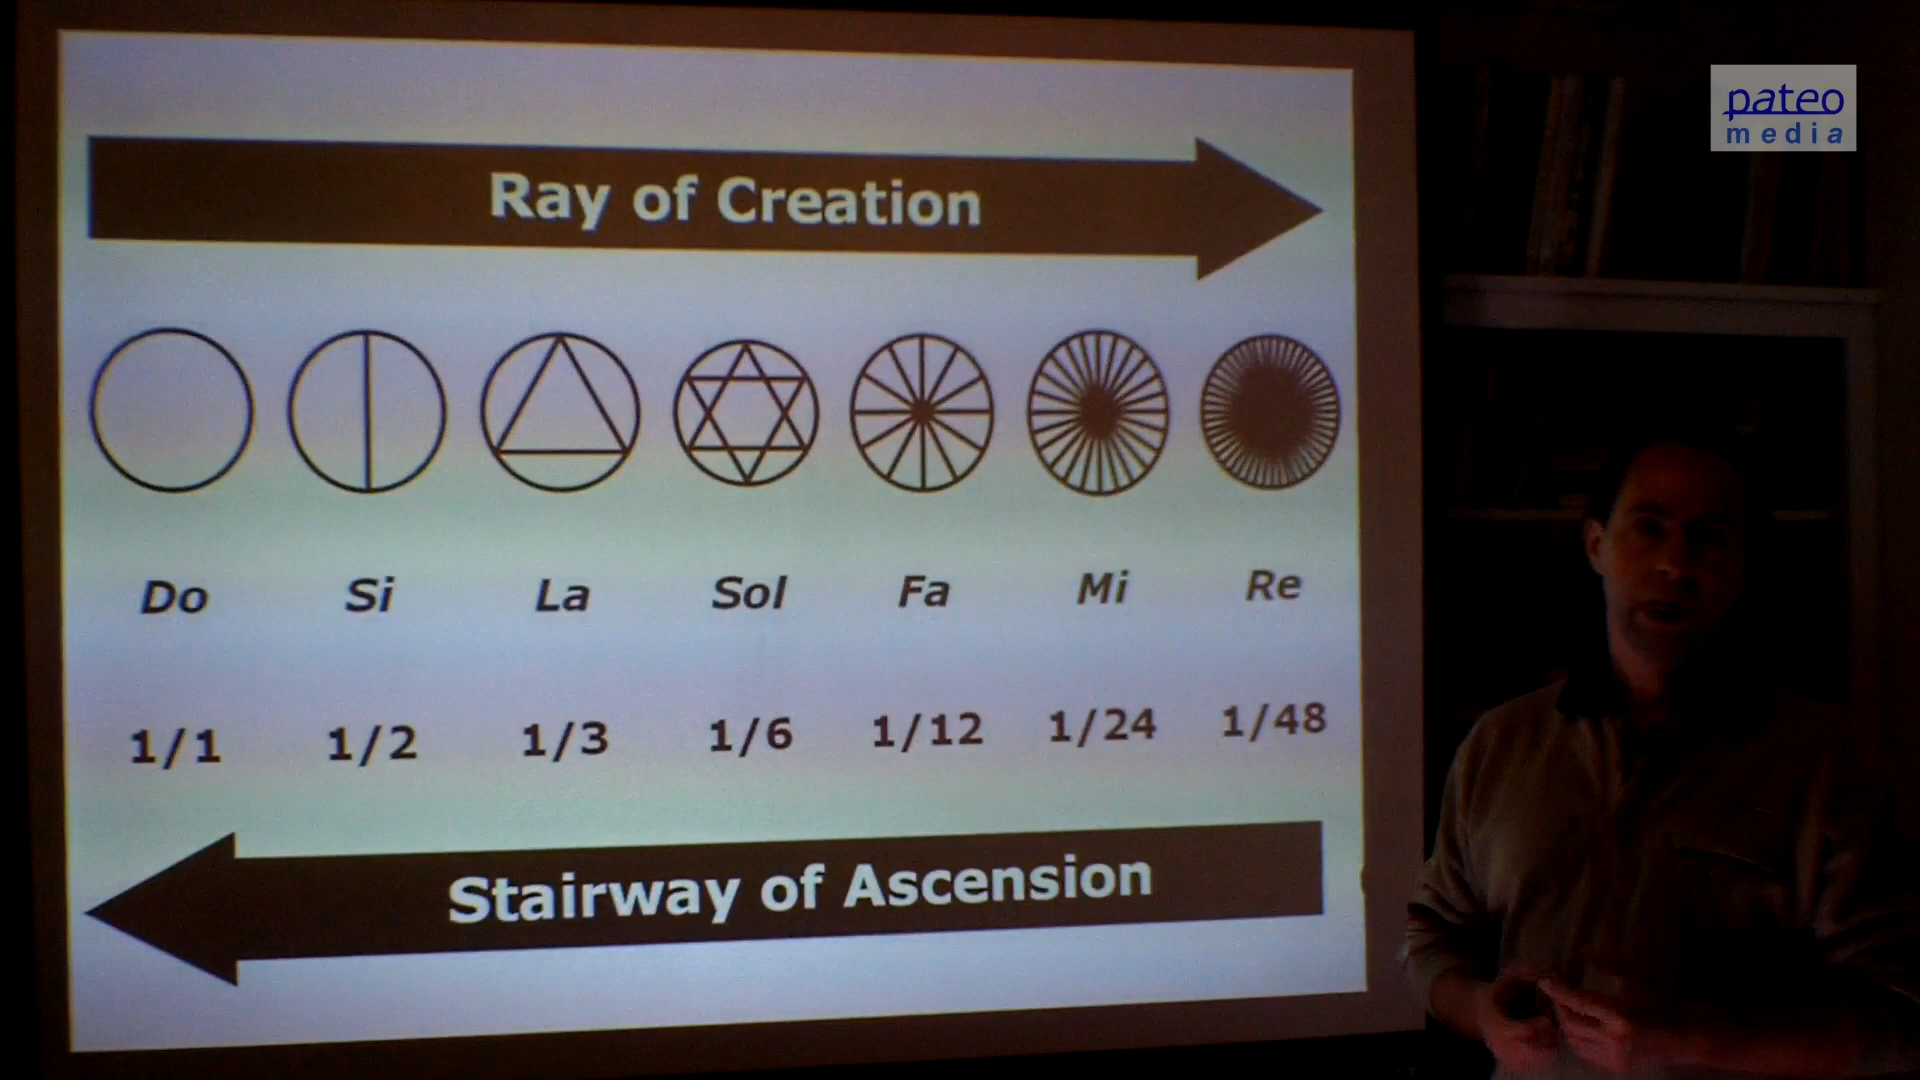 pateo
media
Ray of Creation
Do Si La Sol Fa Mi Re
1/1 1/2 1/3 1/6 1/12 1/24 1/48
Stairway of Ascension